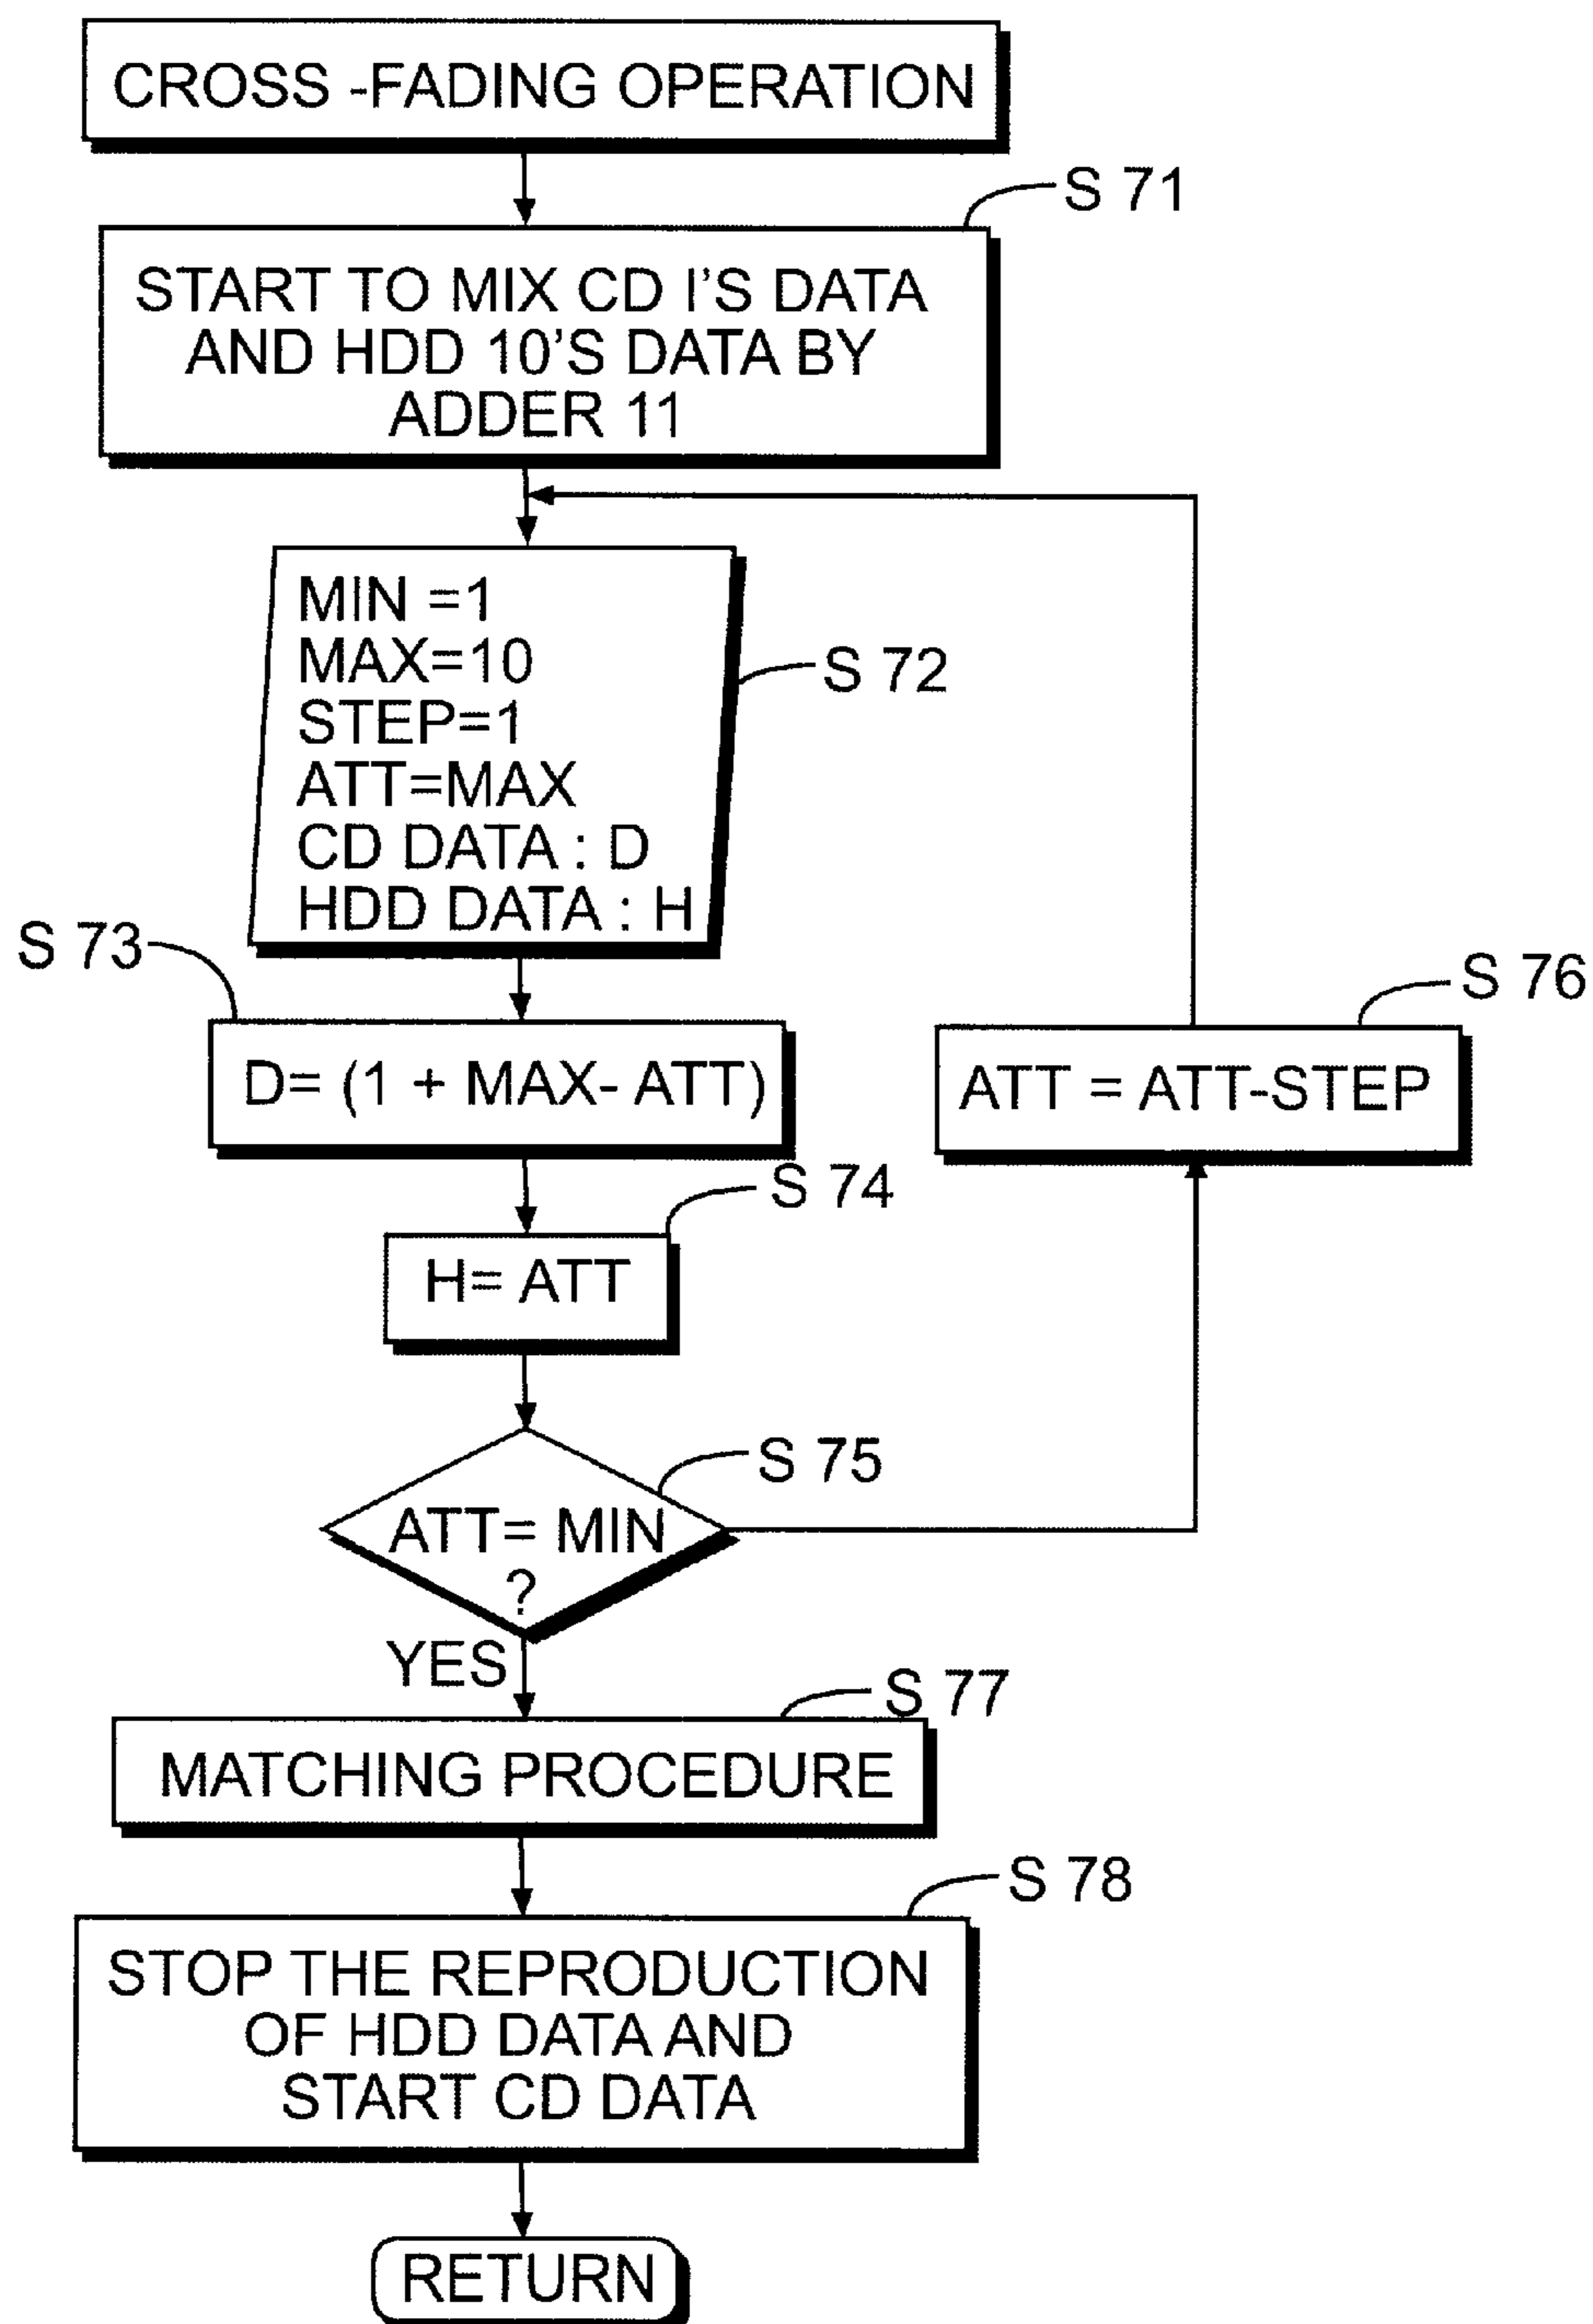 CROSS -FADING OPERATION
S 71
START TO MIX CD I'S DATA
AND HDD 10'S DATA BY
ADDER 11
MIN =1
MAX=10
STEP=1
ATT=MAX
CD DATA : D
HDD DATA : H
S 72
S 73
D= (1 + MAX- ATT)
S 76
ATT = ATT-STEP
S 74
H= ATT
S 75
ATT= MIN
?
YES
S 77
MATCHING PROCEDURE
S 78
STOP THE REPRODUCTION
OF HDD DATA AND
START CD DATA
RETURN